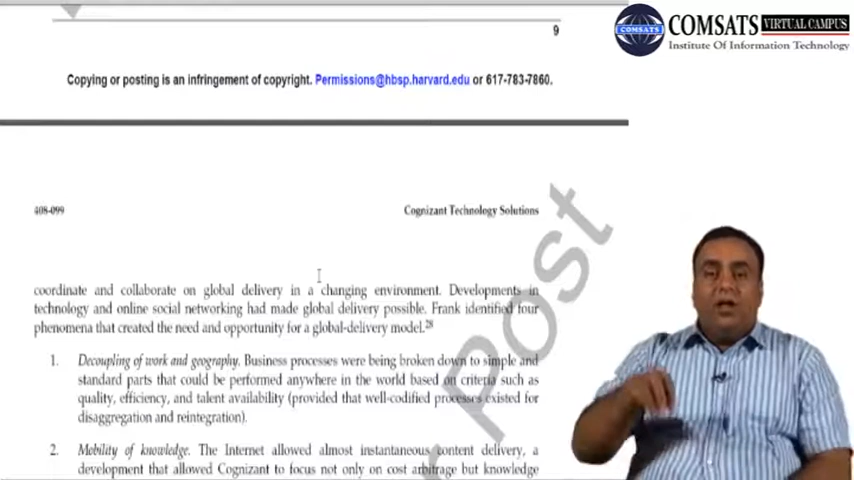 9
COMSATS VIRTUAL CAMPUS
COMSATS
Institute Of Information Technology
Copying or posting is an infringement of copyright. Permissions@hbsp.harvard.edu or 617-783-7860.
408-099
Cognizant Technology Solutions
coordinate and collaborate on global delivery in a changing environment. Developments in
technology and online social networking had made global delivery possible. Frank identified four
phenomena that created the need and opportunity for a global-delivery model.28
1. Decoupling of work and geography. Business processes were being broken down to simple and
standard parts that could be performed anywhere in the world based on criteria such as
quality, efficiency, and talent availability (provided that well-codified processes existed for
disaggregation and reintegration).
2. Mobility of knowledge. The Internet allowed almost instantaneous content delivery, a
development that allowed Cognizant to focus not only on cost arbitrage but knowledge
r Post